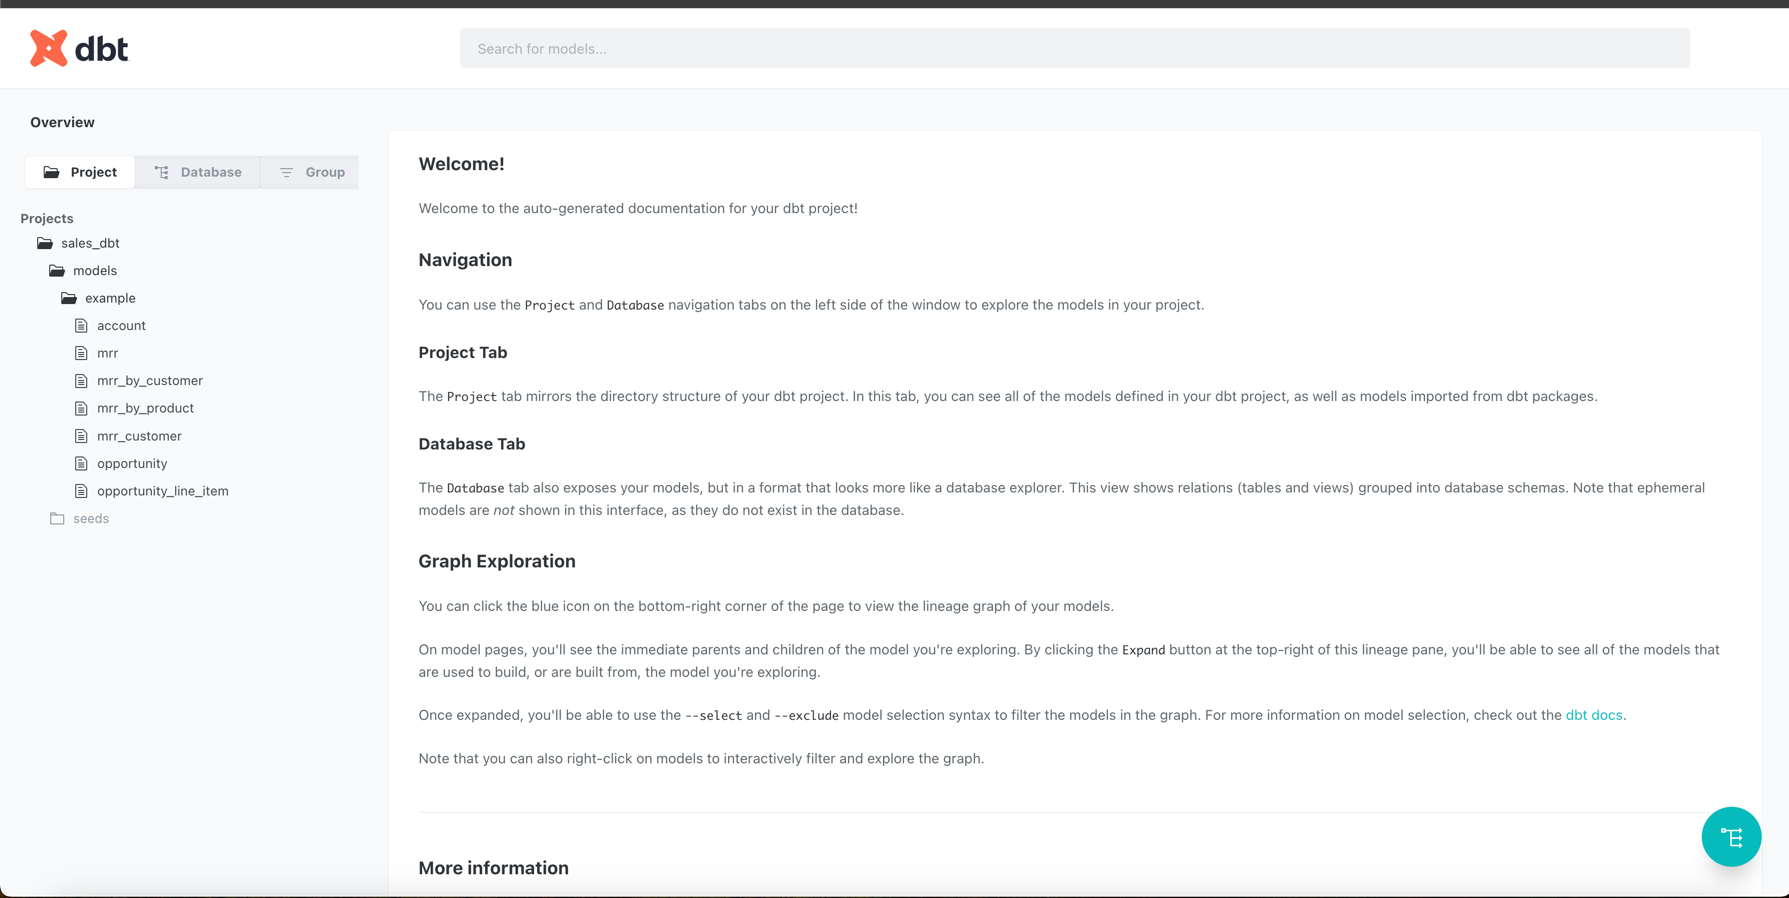 dbt
Search for models...
Overview
Project
Database
Group
Projects
sales_dbt
models
example
account
mrr
mrr_by_customer
mrr_by_product
mrr_customer
opportunity
opportunity_line_item
seeds
Welcome!
Welcome to the auto-generated documentation for your dbt project!
Navigation
You can use the Project and Database navigation tabs on the left side of the window to explore the models in your project.
Project Tab
The Project tab mirrors the directory structure of your dbt project. In this tab, you can see all of the models defined in your dbt project, as well as models imported from dbt packages.
Database Tab
The Database tab also exposes your models, but in a format that looks more like a database explorer. This view shows relations (tables and views) grouped into database schemas. Note that ephemeral
models are not shown in this interface, as they do not exist in the database.
Graph Exploration
You can click the blue icon on the bottom-right corner of the page to view the lineage graph of your models.
On model pages, you'll see the immediate parents and children of the model you're exploring. By clicking the Expand button at the top-right of this lineage pane, you'll be able to see all of the models that
are used to build, or are built from, the model you're exploring.
Once expanded, you'll be able to use the --select and --exclude model selection syntax to filter the models in the graph. For more information on model selection, check out the dbt docs.
Note that you can also right-click on models to interactively filter and explore the graph.
More information